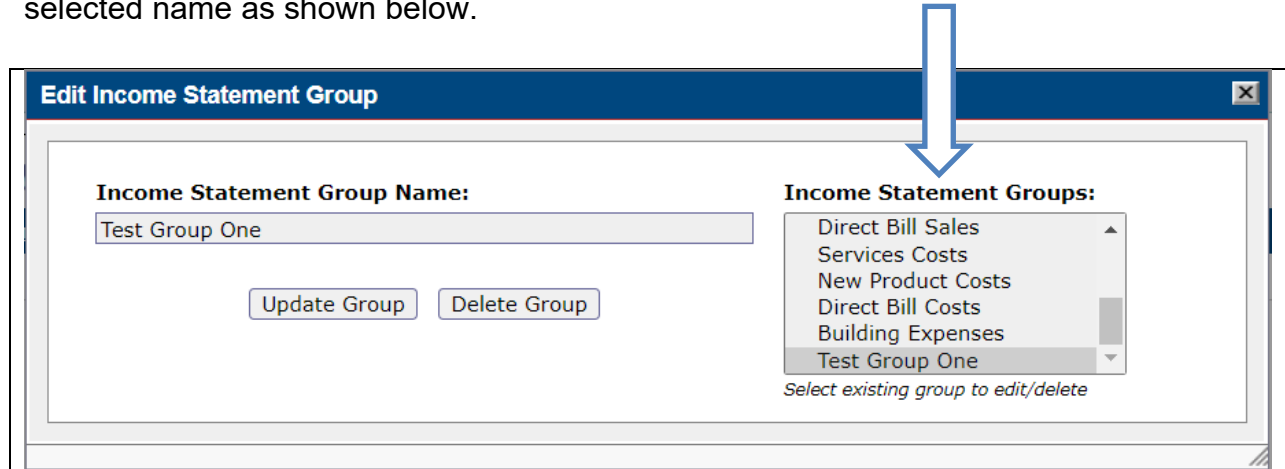 selected name as shown below.
Edit Income Statement Group
Income Statement Group Name:
Test Group One
Update Group Delete Group
Income Statement Groups:
Direct Bill Sales
Services Costs
New Product Costs
Direct Bill Costs
Building Expenses
Test Group One
Select existing group to edit/delete